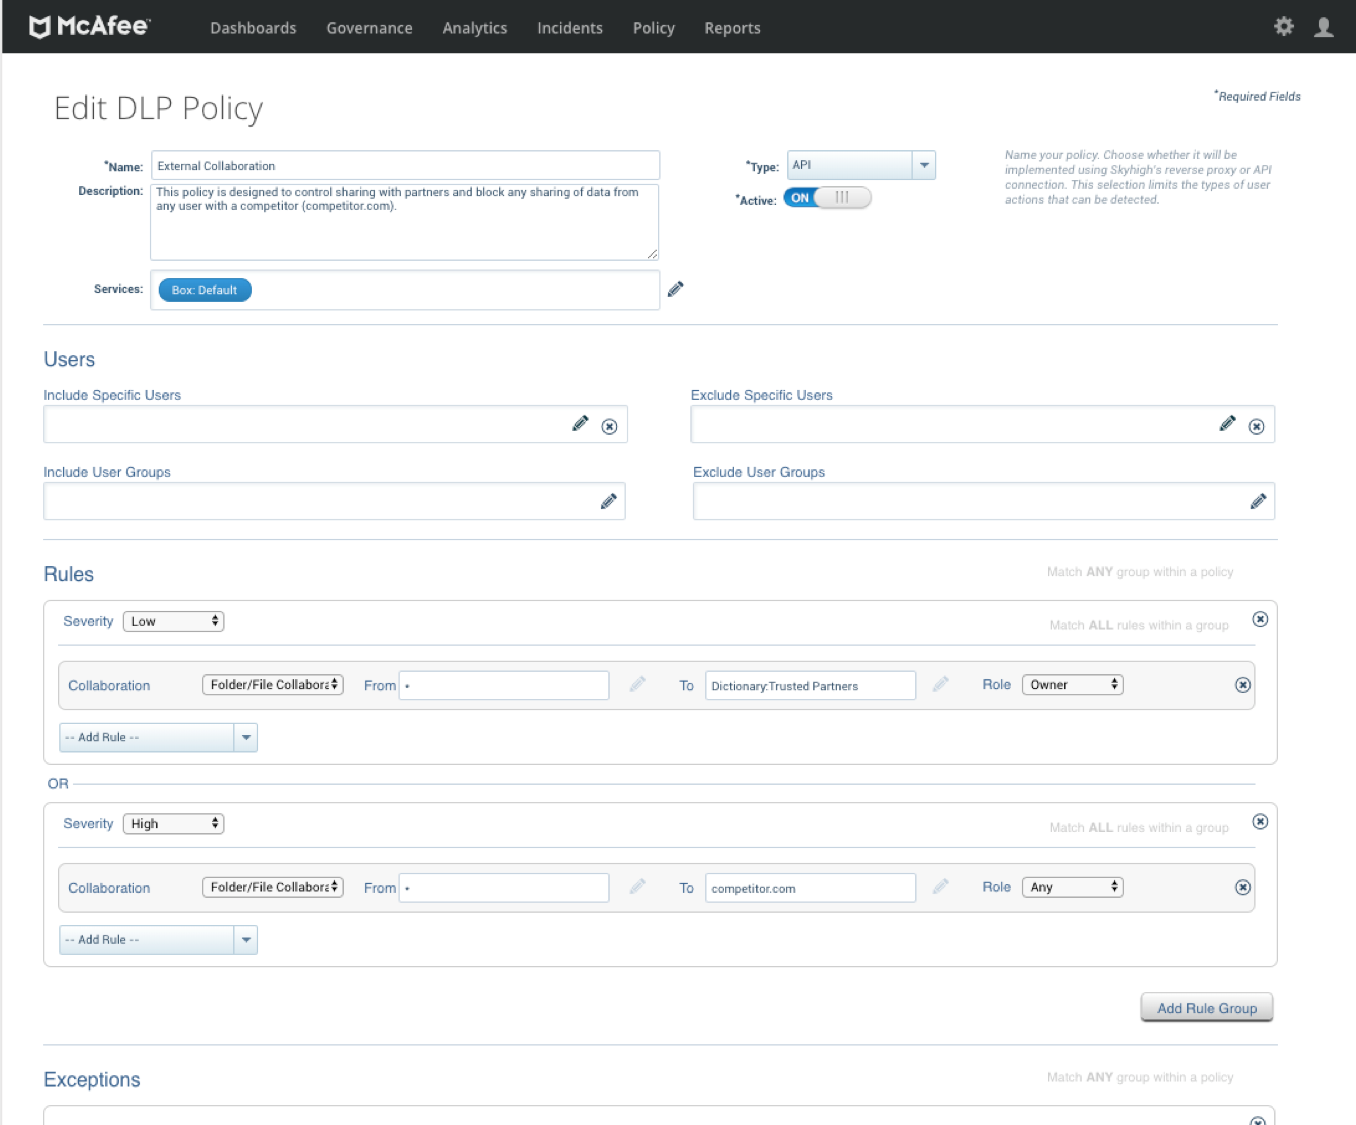 McAfee™
Dashboards Governance Analytics Incidents Policy Reports
Edit DLP Policy
*Required Fields
*Name: External Collaboration
*Type: API
Name your policy. Choose whether it will be
implemented using Skyhigh's reverse proxy or API
connection. This selection limits the types of user
actions that can be detected.
Description: This policy is designed to control sharing with partners and block any sharing of data from
any user with a competitor (competitor.com).
*Active: ON
Services: Box: Default
Users
Include Specific Users Exclude Specific Users
Include User Groups Exclude User Groups
Rules Match ANY group within a policy
Severity Low Match ALL rules within a group
Collaboration Folder/File Collabora From * To Dictionary:Trusted Partners Role Owner
-- Add Rule --
OR
Severity High Match ALL rules within a group
Collaboration Folder/File Collabora From * To competitor.com Role Any
-- Add Rule --
Add Rule Group
Exceptions Match ANY group within a policy